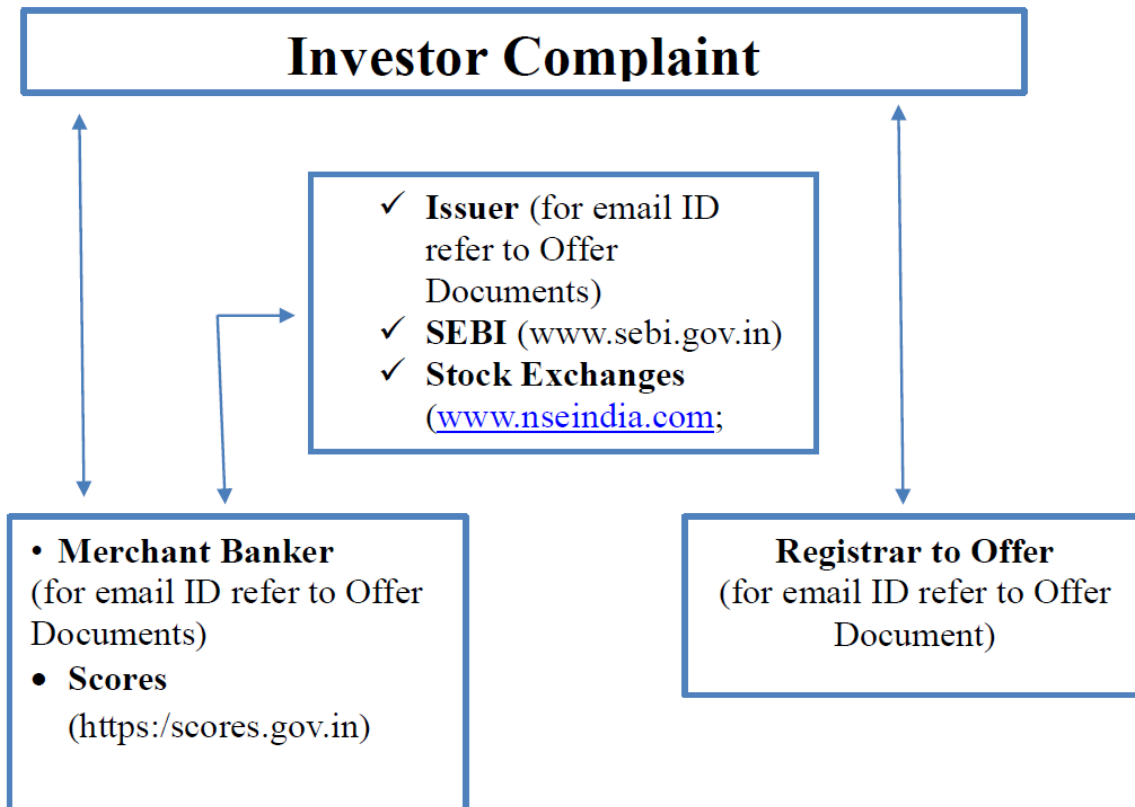 Investor Complaint
✓ Issuer (for email ID
refer to Offer
Documents)
✓ SEBI (www.sebi.gov.in)
✓ Stock Exchanges
(www.nseindia.com;
• Merchant Banker
(for email ID refer to Offer
Documents)
• Scores
(https:/scores.gov.in)
Registrar to Offer
(for email ID refer to Offer
Document)